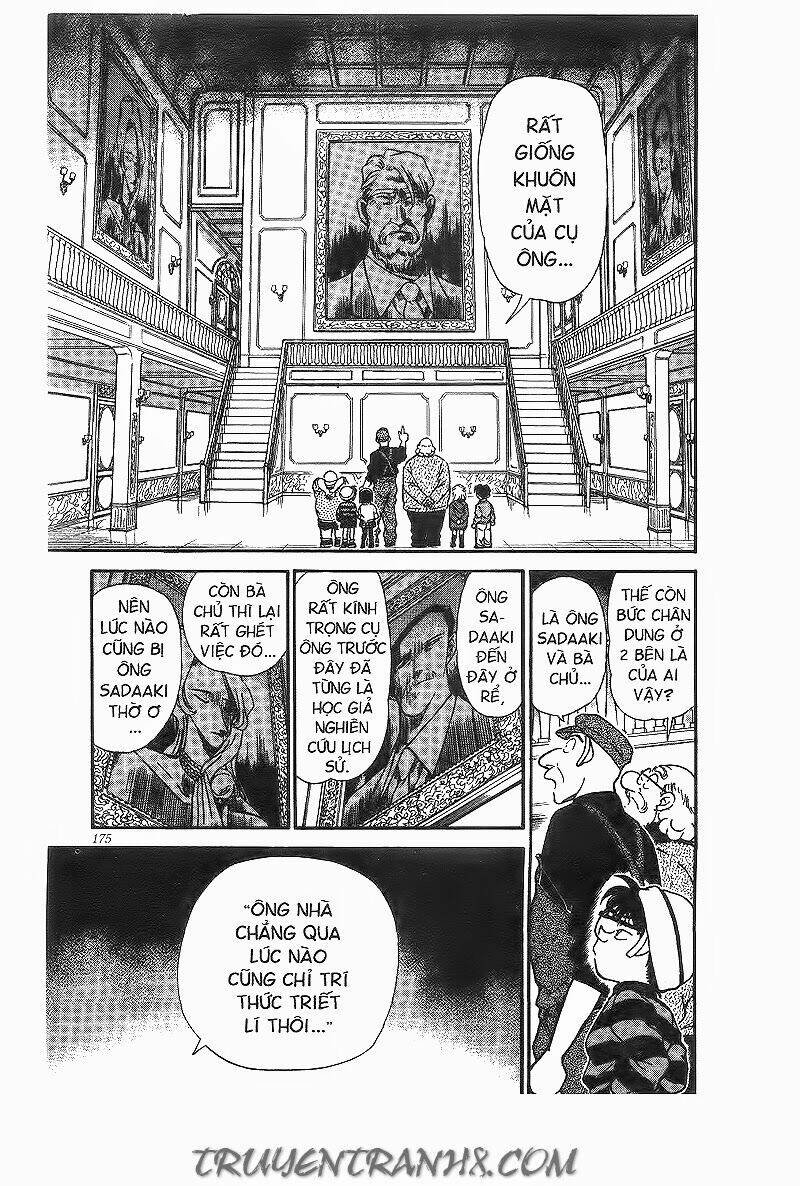 RẤT
GIỐNG
KHUÔN
MẶT
CỦA CỤ
ÔNG...
THẾ CÒN
BỨC CHÂN
DUNG Ở
2 BÊN LÀ
CỦA AI
VẬY?
LÀ ÔNG
SADAAKI
VÀ BÀ
CHỦ...
ÔNG
SA-
DAAKI
ĐẾN
ĐÂY Ở
RỂ,
ÔNG
RẤT KÍNH
TRỌNG CỤ
ÔNG TRƯỚC
ĐÂY ĐÃ
TỪNG LÀ
HỌC GIẢ
NGHIÊN
CỨU LỊCH
SỬ.
CÒN BÀ
CHỦ THÌ LẠI
RẤT GHÉT
VIỆC ĐÓ...
NÊN
LÚC NÀO
CŨNG BỊ
ÔNG
SADAAKI
THỜ Ơ
...
175
"ÔNG NHÀ
CHẲNG QUA
LÚC NÀO
CŨNG CHỈ TRI
THỨC TRIẾT
LÍ THÔI..."
TRUYENTRANH8.COM